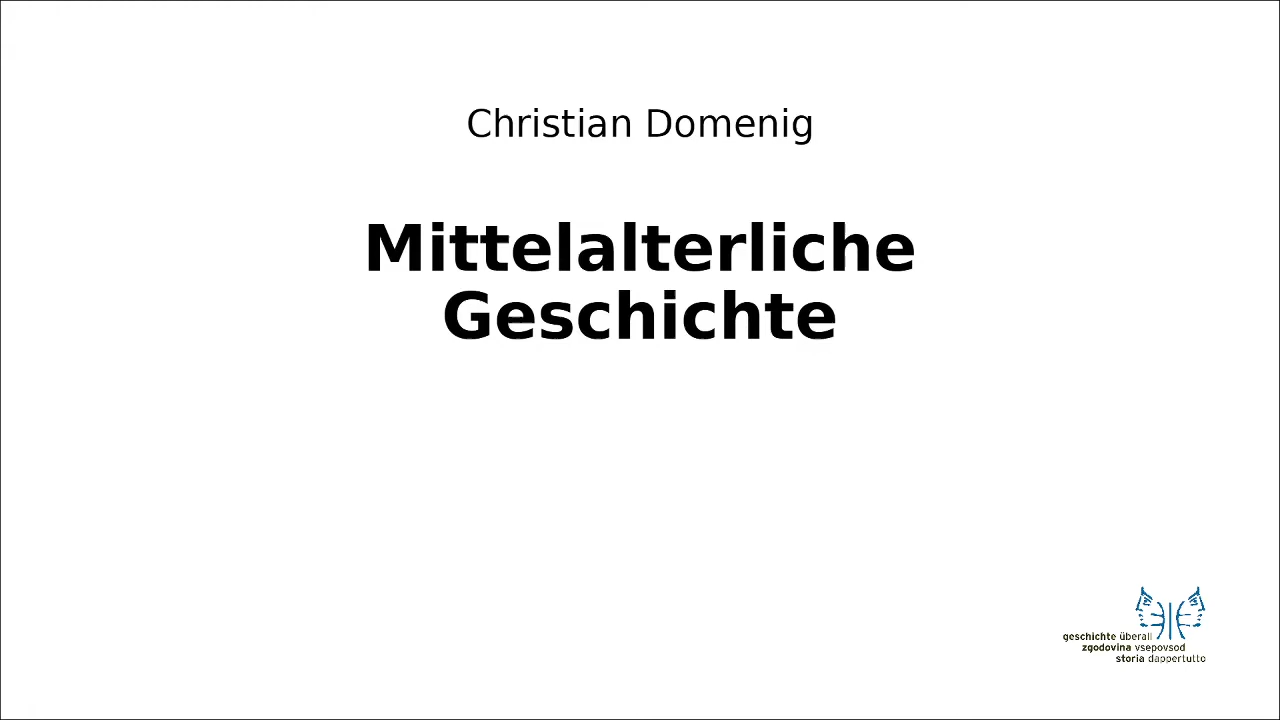 Christian Domenig
Mittelalterliche
Geschichte
geschichte überall
zgodovina vsepovsod
storia dappertutto